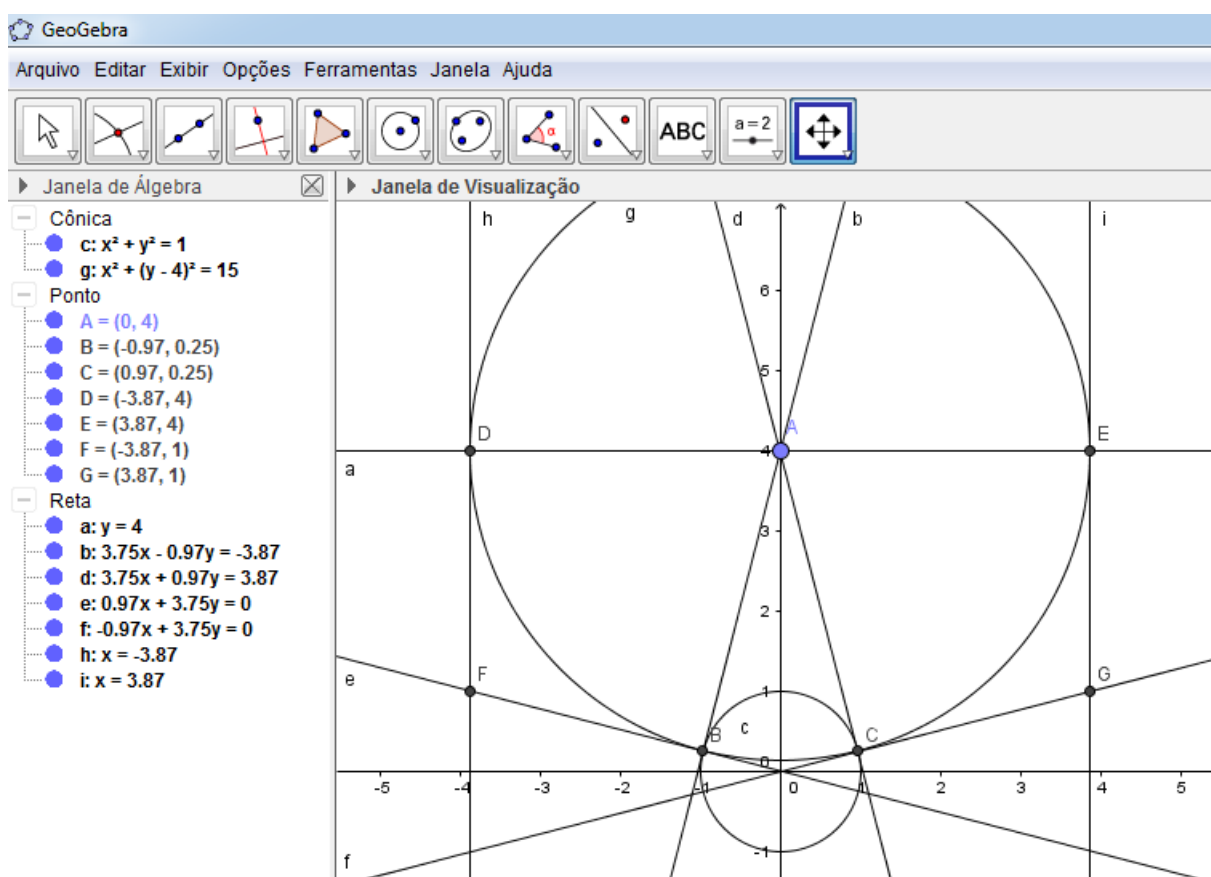 GeoGebra
Arquivo Editar Exibir Opções Ferramentas Janela Ajuda
α
ABC
a=2
Janela de Álgebra
Janela de Visualização
Cônica
c: x² + y² = 1
g: x² + (y - 4)² = 15
Ponto
A = (0, 4)
B = (-0.97, 0.25)
C = (0.97, 0.25)
D = (-3.87, 4)
E = (3.87, 4)
F = (-3.87, 1)
G = (3.87, 1)
Reta
a: y = 4
b: 3.75x - 0.97y = -3.87
d: 3.75x + 0.97y = 3.87
e: 0.97x + 3.75y = 0
f: -0.97x + 3.75y = 0
h: x = -3.87
i: x = 3.87
h g d b i
6
5
A
D E
4
a
3
2
F G
e
1
B c C
0
-5 -4 -3 -2 -1 0 1 2 3 4 5
-1
f